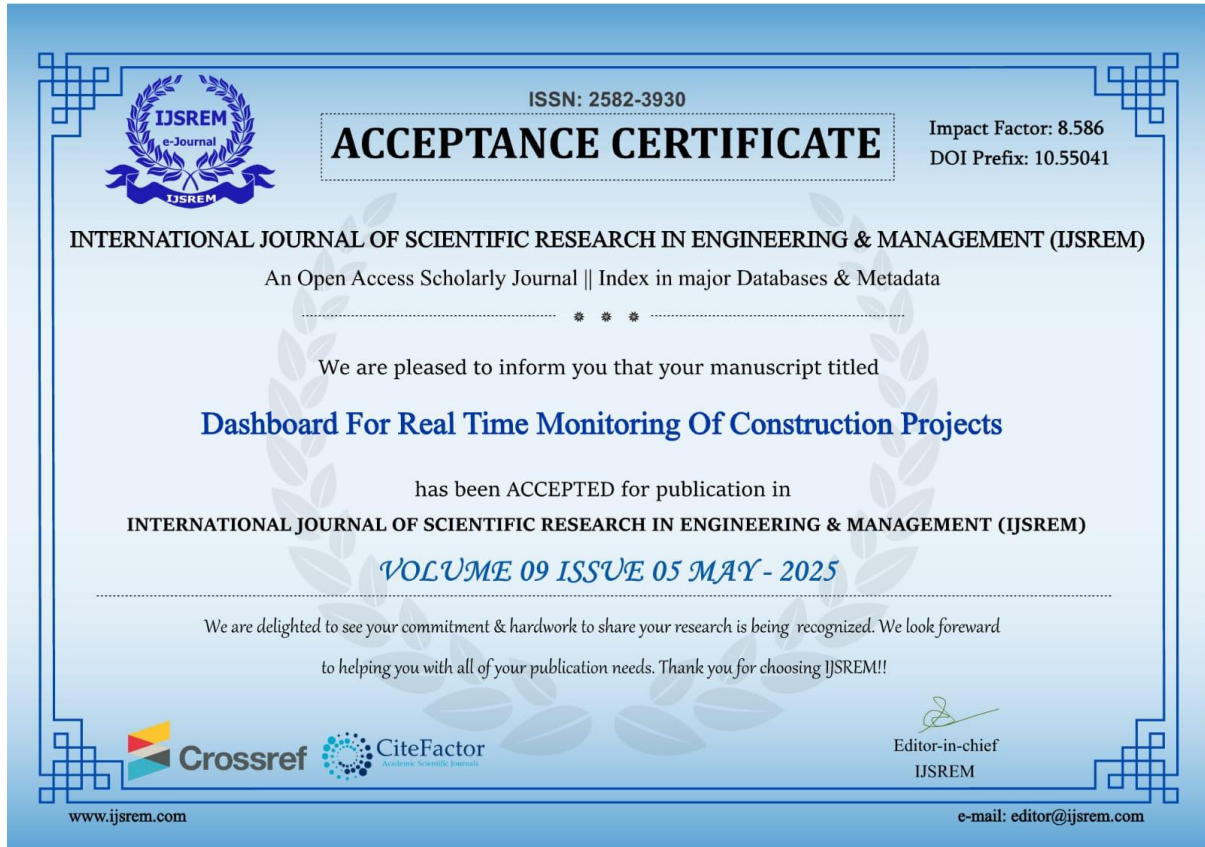 IJSREM
e-Journal
IJSREM
ISSN: 2582-3930
ACCEPTANCE CERTIFICATE
Impact Factor: 8.586
DOI Prefix: 10.55041
INTERNATIONAL JOURNAL OF SCIENTIFIC RESEARCH IN ENGINEERING & MANAGEMENT (IJSREM)
An Open Access Scholarly Journal || Index in major Databases & Metadata
We are pleased to inform you that your manuscript titled
Dashboard For Real Time Monitoring Of Construction Projects
has been ACCEPTED for publication in
INTERNATIONAL JOURNAL OF SCIENTIFIC RESEARCH IN ENGINEERING & MANAGEMENT (IJSREM)
VOLUME 09 ISSUE 05 MAY - 2025
We are delighted to see your commitment & hardwork to share your research is being recognized. We look foreward
to helping you with all of your publication needs. Thank you for choosing IJSREM!!
Crossref
CiteFactor
Academic Scientific Journals
Editor-in-chief
IJSREM
www.ijsrem.com
e-mail: editor@ijsrem.com